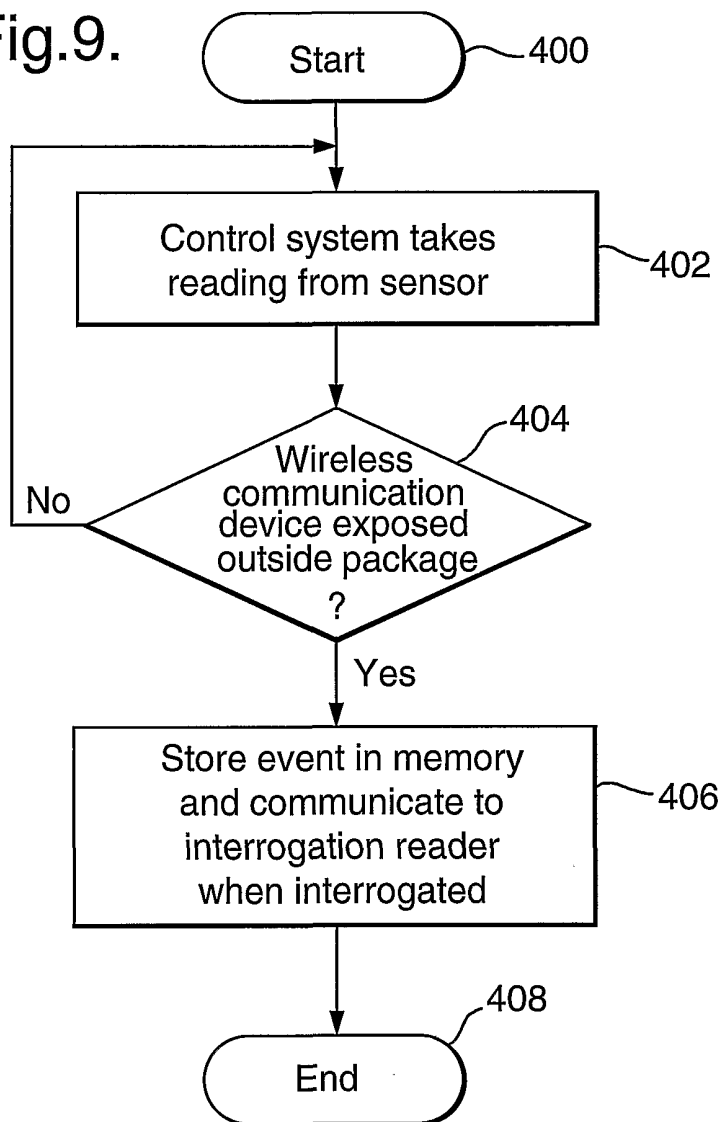 Fig.9.
Start
400
Control system takes
reading from sensor
402
404
Wireless
communication
device exposed
outside package
?
No
Yes
Store event in memory
and communicate to
interrogation reader
when interrogated
406
408
End